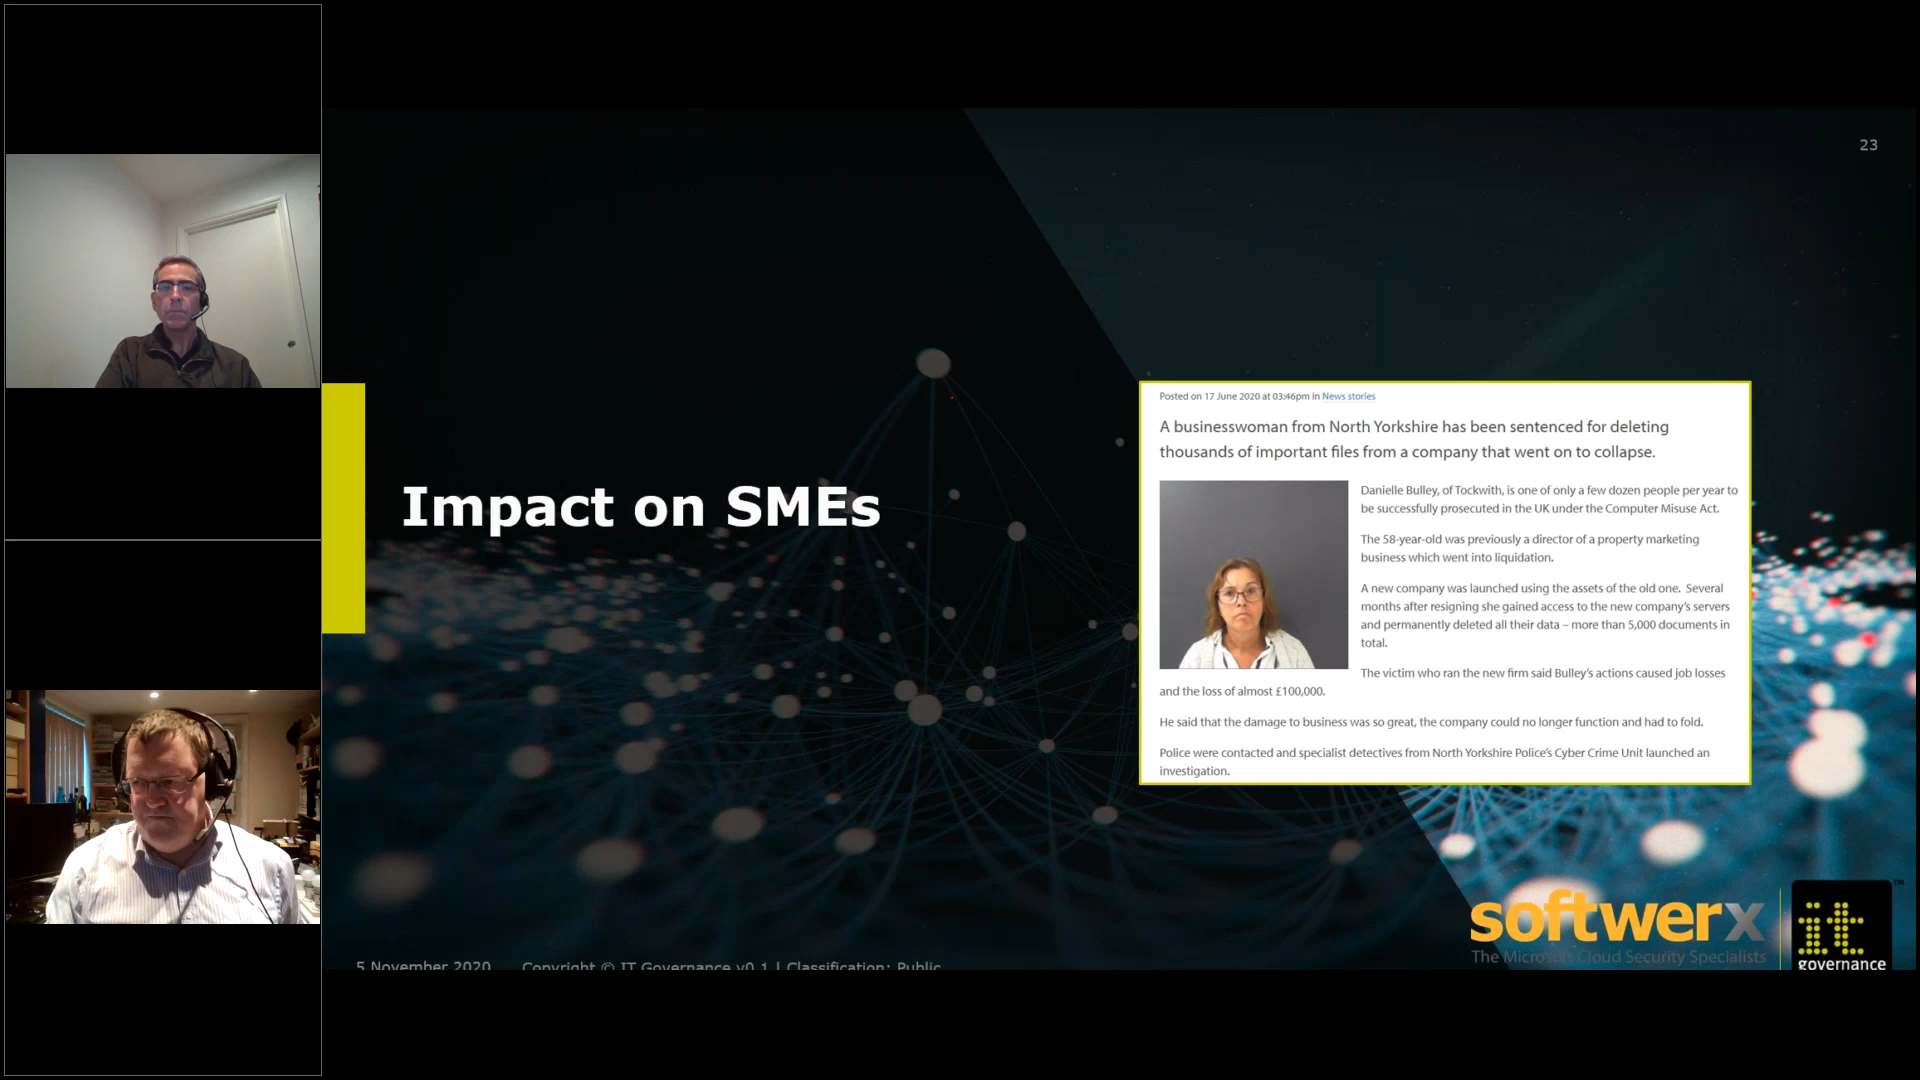 23
Impact on SMEs
Posted on 17 June 2020 at 03:46pm in News stories
A businesswoman from North Yorkshire has been sentenced for deleting
thousands of important files from a company that went on to collapse.
Danielle Bulley, of Tockwith, is one of only a few dozen people per year to
be successfully prosecuted in the UK under the Computer Misuse Act.
The 58-year-old was previously a director of a property marketing
business which went into liquidation.
A new company was launched using the assets of the old one. Several
months after resigning she gained access to the new company's servers
and permanently deleted all their data – more than 5,000 documents in
total.
The victim who ran the new firm said Bulley's actions caused job losses
and the loss of almost £100,000.
He said that the damage to business was so great, the company could no longer function and had to fold.
Police were contacted and specialist detectives from North Yorkshire Police's Cyber Crime Unit launched an
investigation.
softwerx
The Microsoft Cloud Security Specialists
it
governance
TM
5 November 2020 Copyright © IT Governance v0.1 | Classification: Public